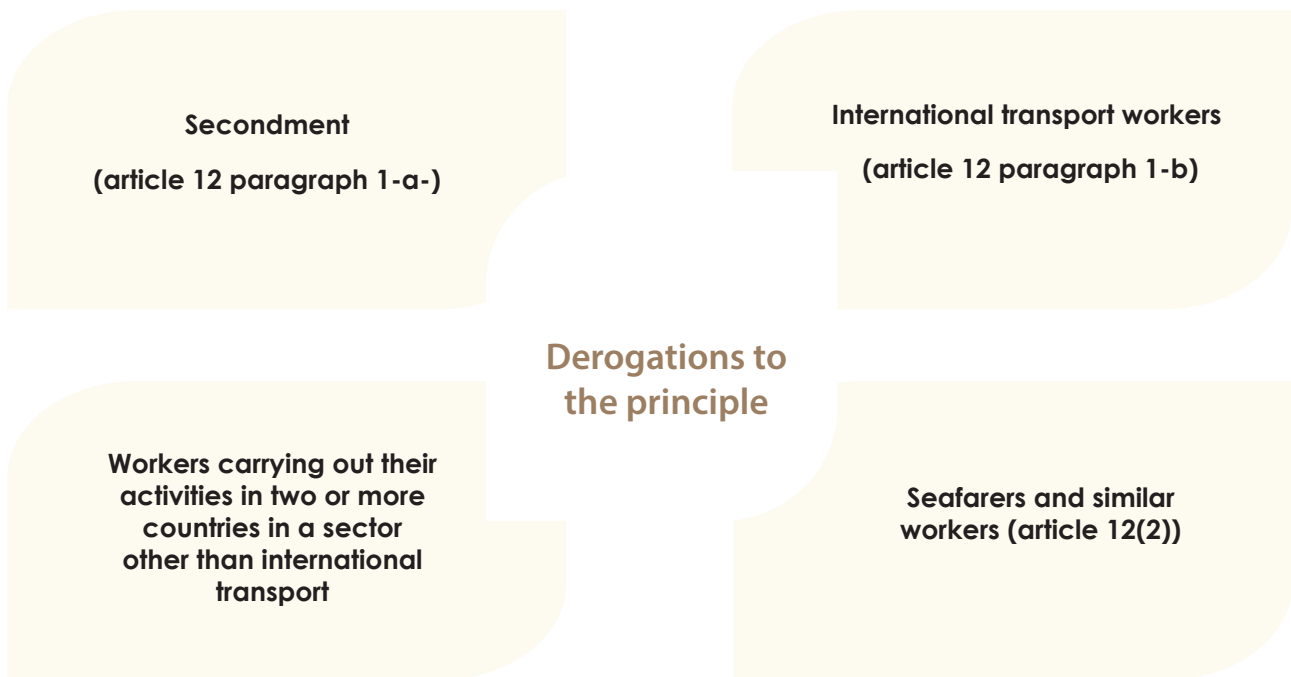 Secondment
(article 12 paragraph 1-a-)
International transport workers
(article 12 paragraph 1-b)
Derogations to
the principle
Workers carrying out their
activities in two or more
countries in a sector
other than international
transport
Seafarers and similar
workers (article 12(2))